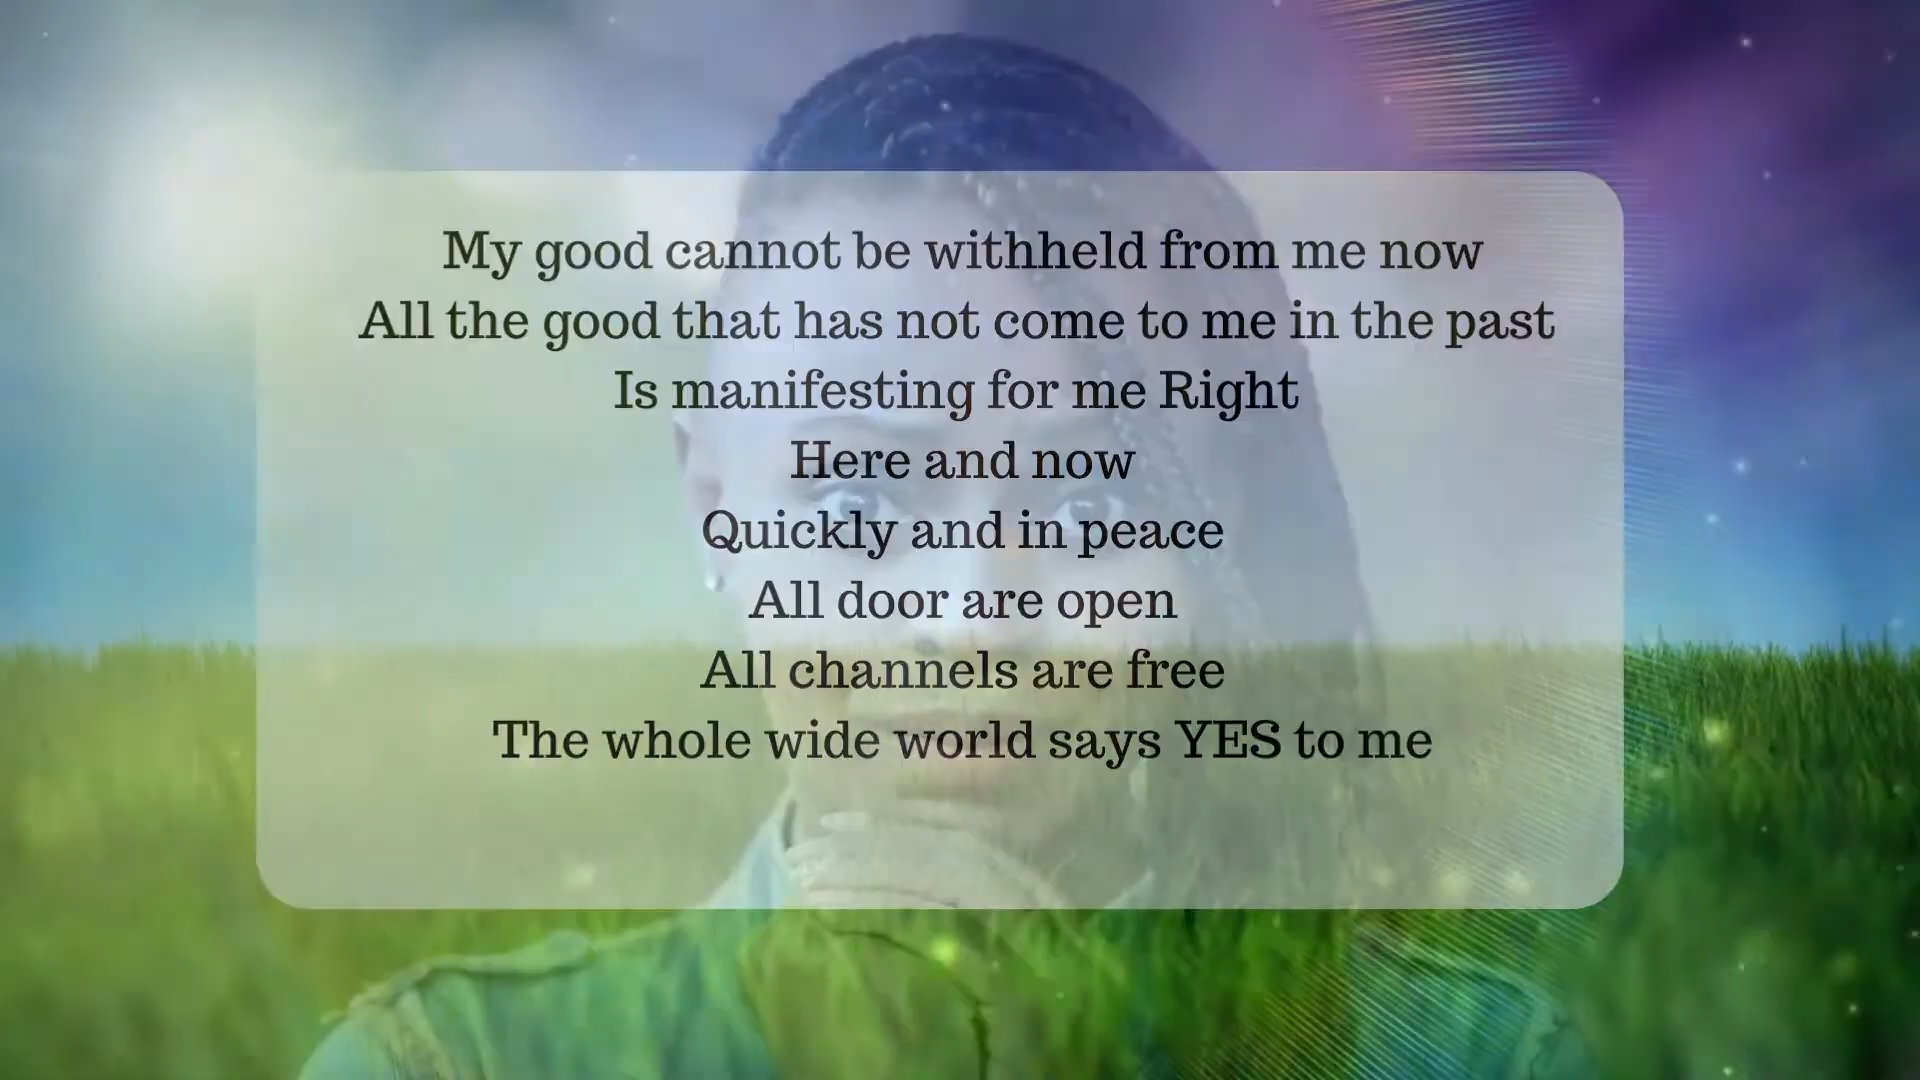 My good cannot be withheld from me now
All the good that has not come to me in the past
Is manifesting for me Right
Here and now
Quickly and in peace
All door are open
All channels are free
The whole wide world says YES to me